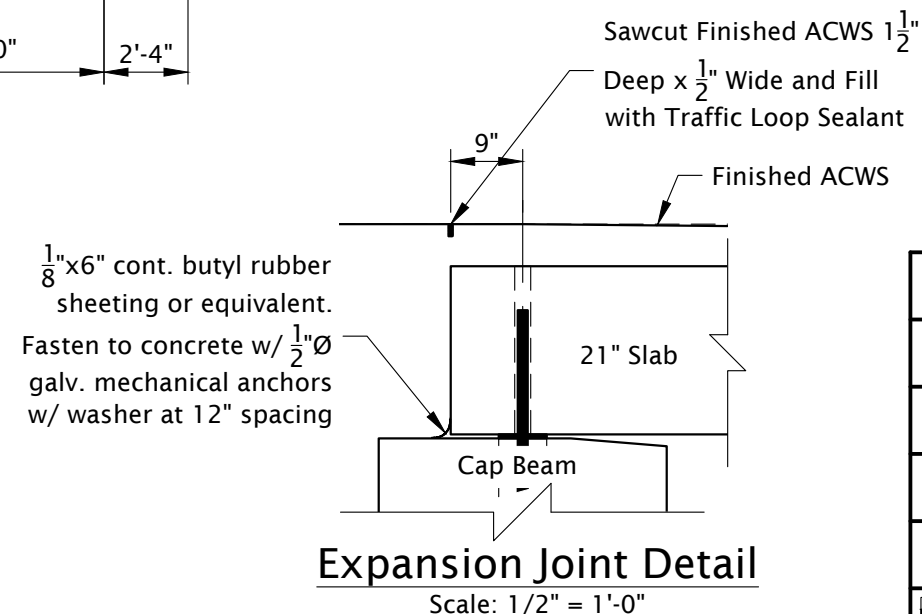 0"
2'-4"
Sawcut Finished ACWS 1 1/2"
Deep x 1/2" Wide and Fill
with Traffic Loop Sealant
9"
Finished ACWS
1/8"x6" cont. butyl rubber
sheeting or equivalent.
Fasten to concrete w/ 1/2"Ø
galv. mechanical anchors
w/ washer at 12" spacing
21" Slab
Cap Beam
Expansion Joint Detail
Scale: 1/2" = 1'-0"